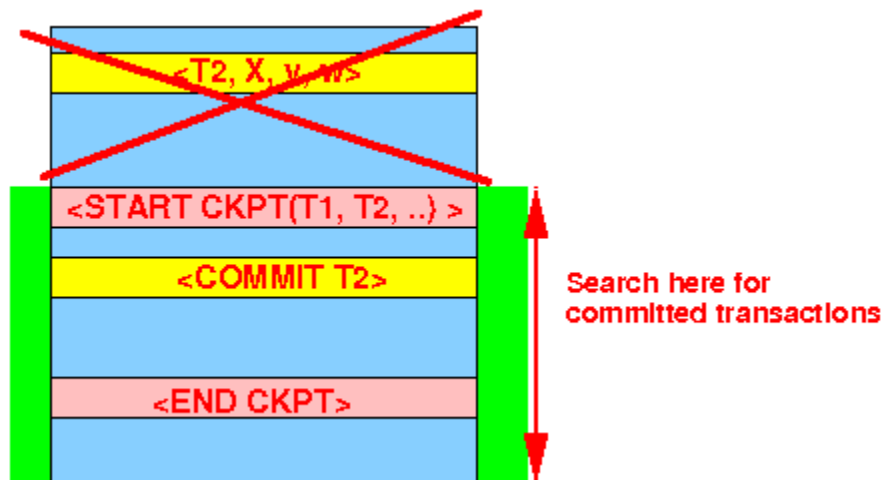 <T2, X, v, w>
<START CKPT(T1, T2, ..) >
<COMMIT T2>
Search here for
committed transactions
<END CKPT>